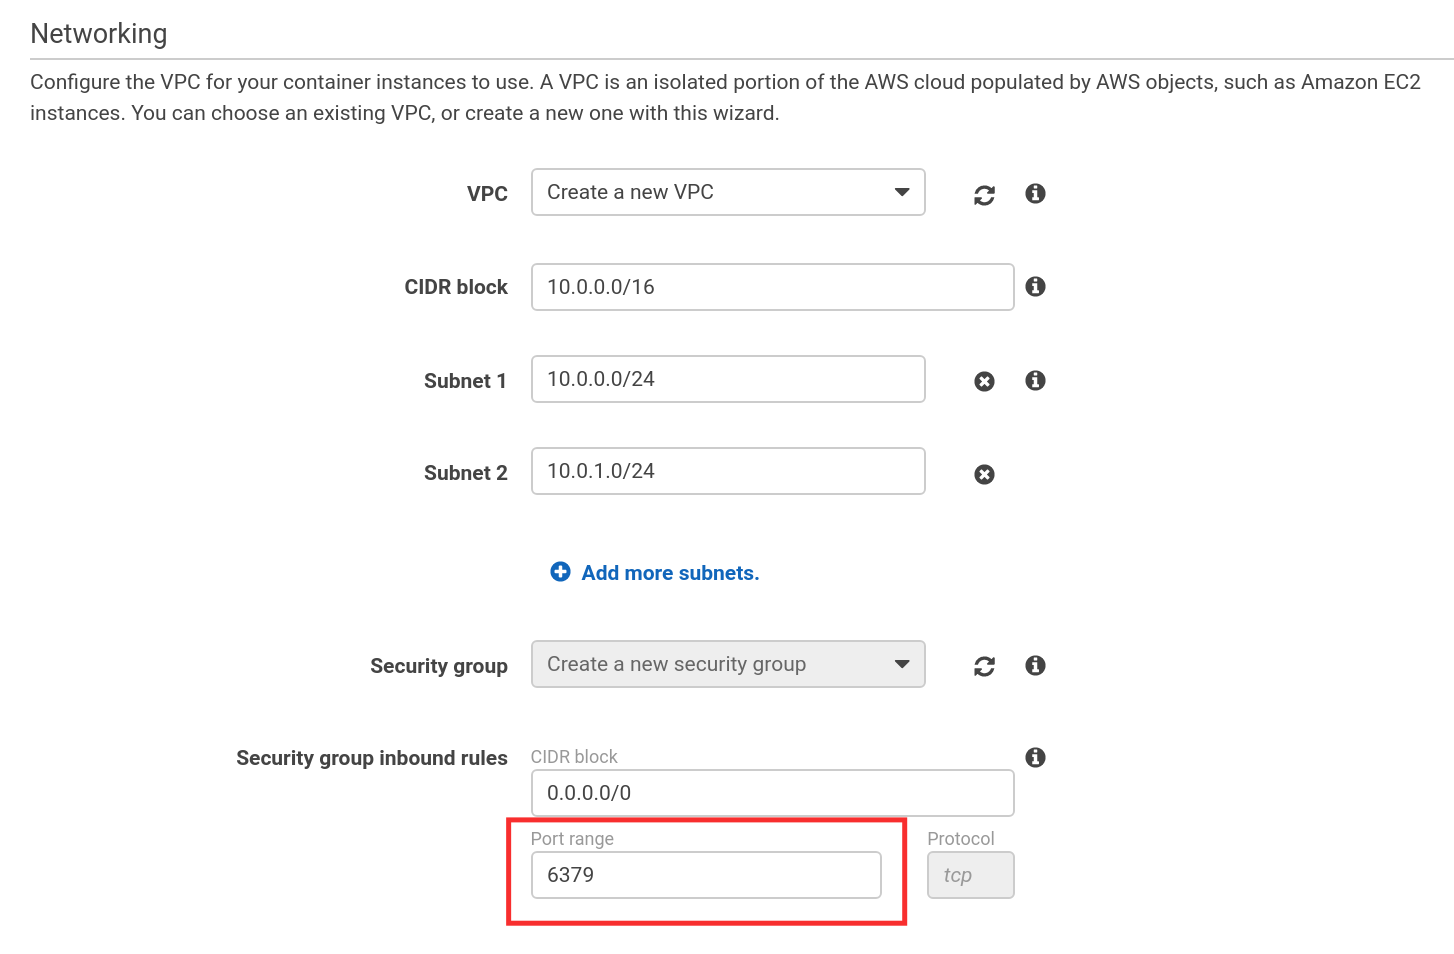 Networking
Configure the VPC for your container instances to use. A VPC is an isolated portion of the AWS cloud populated by AWS objects, such as Amazon EC2
instances. You can choose an existing VPC, or create a new one with this wizard.
VPC Create a new VPC
CIDR block 10.0.0.0/16
Subnet 1 10.0.0.0/24
Subnet 2 10.0.1.0/24
Add more subnets.
Security group Create a new security group
Security group inbound rules CIDR block
0.0.0.0/0
Port range Protocol
6379 tcp